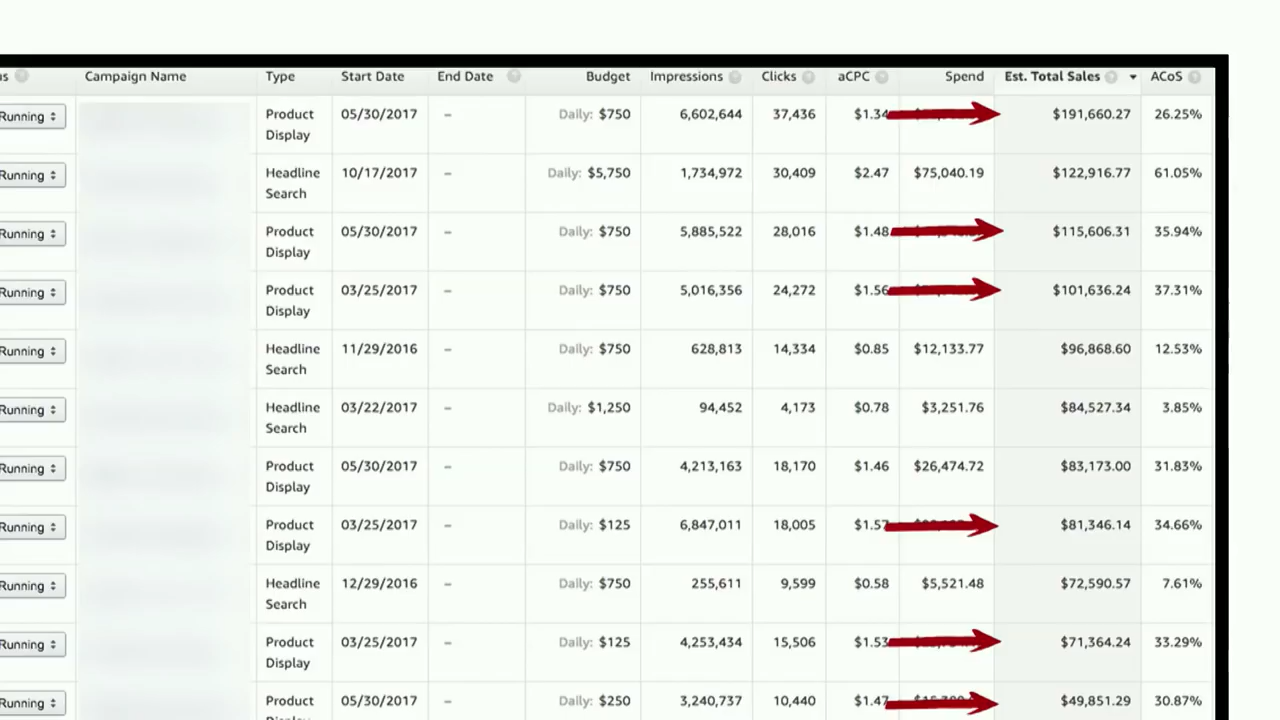 us Campaign Name Type Start Date End Date Budget Impressions Clicks aCPC Spend Est. Total Sales ACoS
Running Product Display 05/30/2017 – Daily: $750 6,602,644 37,436 $1.34 $191,660.27 26.25%
Running Headline Search 10/17/2017 – Daily: $5,750 1,734,972 30,409 $2.47 $75,040.19 $122,916.77 61.05%
Running Product Display 05/30/2017 – Daily: $750 5,885,522 28,016 $1.48 $115,606.31 35.94%
Running Product Display 03/25/2017 – Daily: $750 5,016,356 24,272 $1.56 $101,636.24 37.31%
Running Headline Search 11/29/2016 – Daily: $750 628,813 14,334 $0.85 $12,133.77 $96,868.60 12.53%
Running Headline Search 03/22/2017 – Daily: $1,250 94,452 4,173 $0.78 $3,251.76 $84,527.34 3.85%
Running Product Display 05/30/2017 – Daily: $750 4,213,163 18,170 $1.46 $26,474.72 $83,173.00 31.83%
Running Product Display 03/25/2017 – Daily: $125 6,847,011 18,005 $1.57 $81,346.14 34.66%
Running Headline Search 12/29/2016 – Daily: $750 255,611 9,599 $0.58 $5,521.48 $72,590.57 7.61%
Running Product Display 03/25/2017 – Daily: $125 4,253,434 15,506 $1.53 $71,364.24 33.29%
Running Product 05/30/2017 – Daily: $250 3,240,737 10,440 $1.47 $49,851.29 30.87%